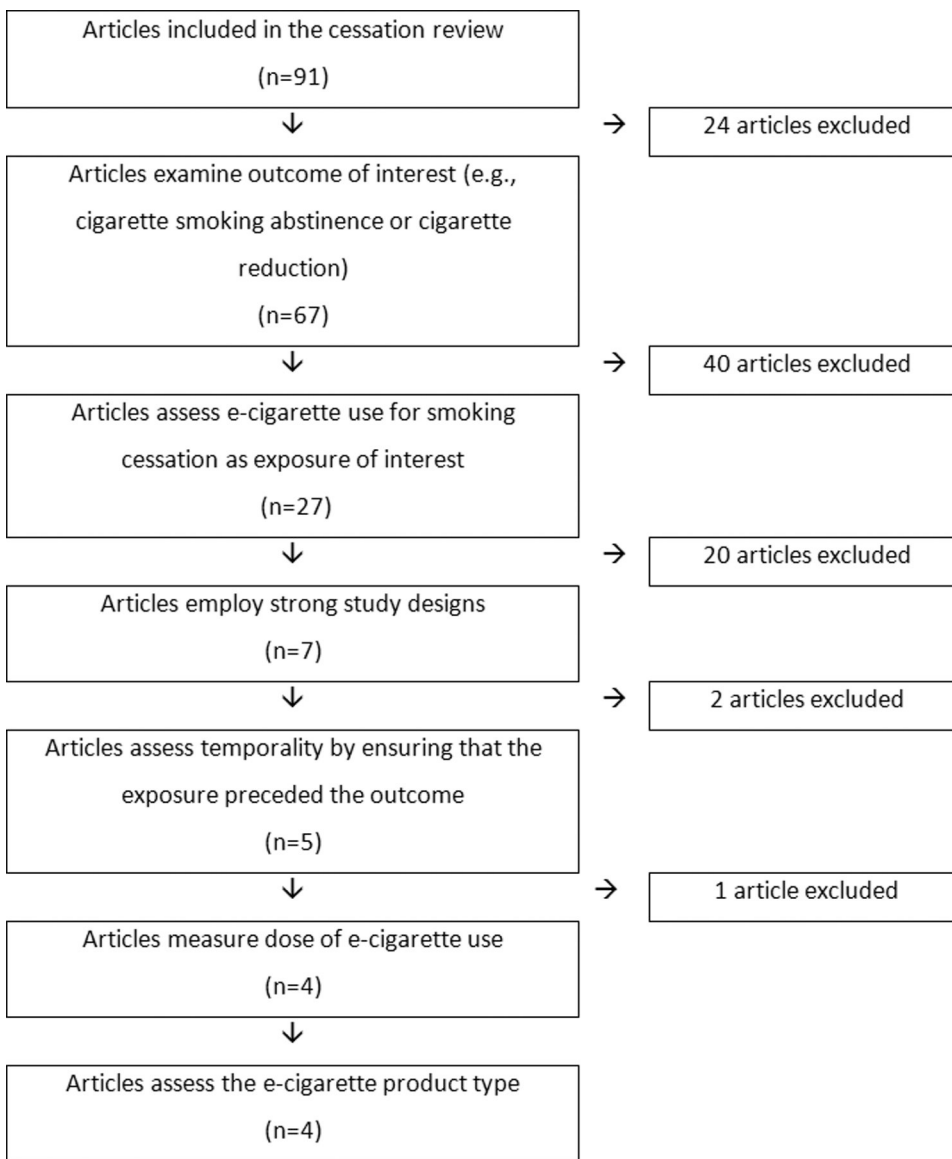 Articles included in the cessation review
(n=91)
↓
→
24 articles excluded
Articles examine outcome of interest (e.g.,
cigarette smoking abstinence or cigarette
reduction)
(n=67)
↓
→
40 articles excluded
Articles assess e-cigarette use for smoking
cessation as exposure of interest
(n=27)
↓
→
20 articles excluded
Articles employ strong study designs
(n=7)
↓
→
2 articles excluded
Articles assess temporality by ensuring that the
exposure preceded the outcome
(n=5)
↓
→
1 article excluded
Articles measure dose of e-cigarette use
(n=4)
↓
Articles assess the e-cigarette product type
(n=4)